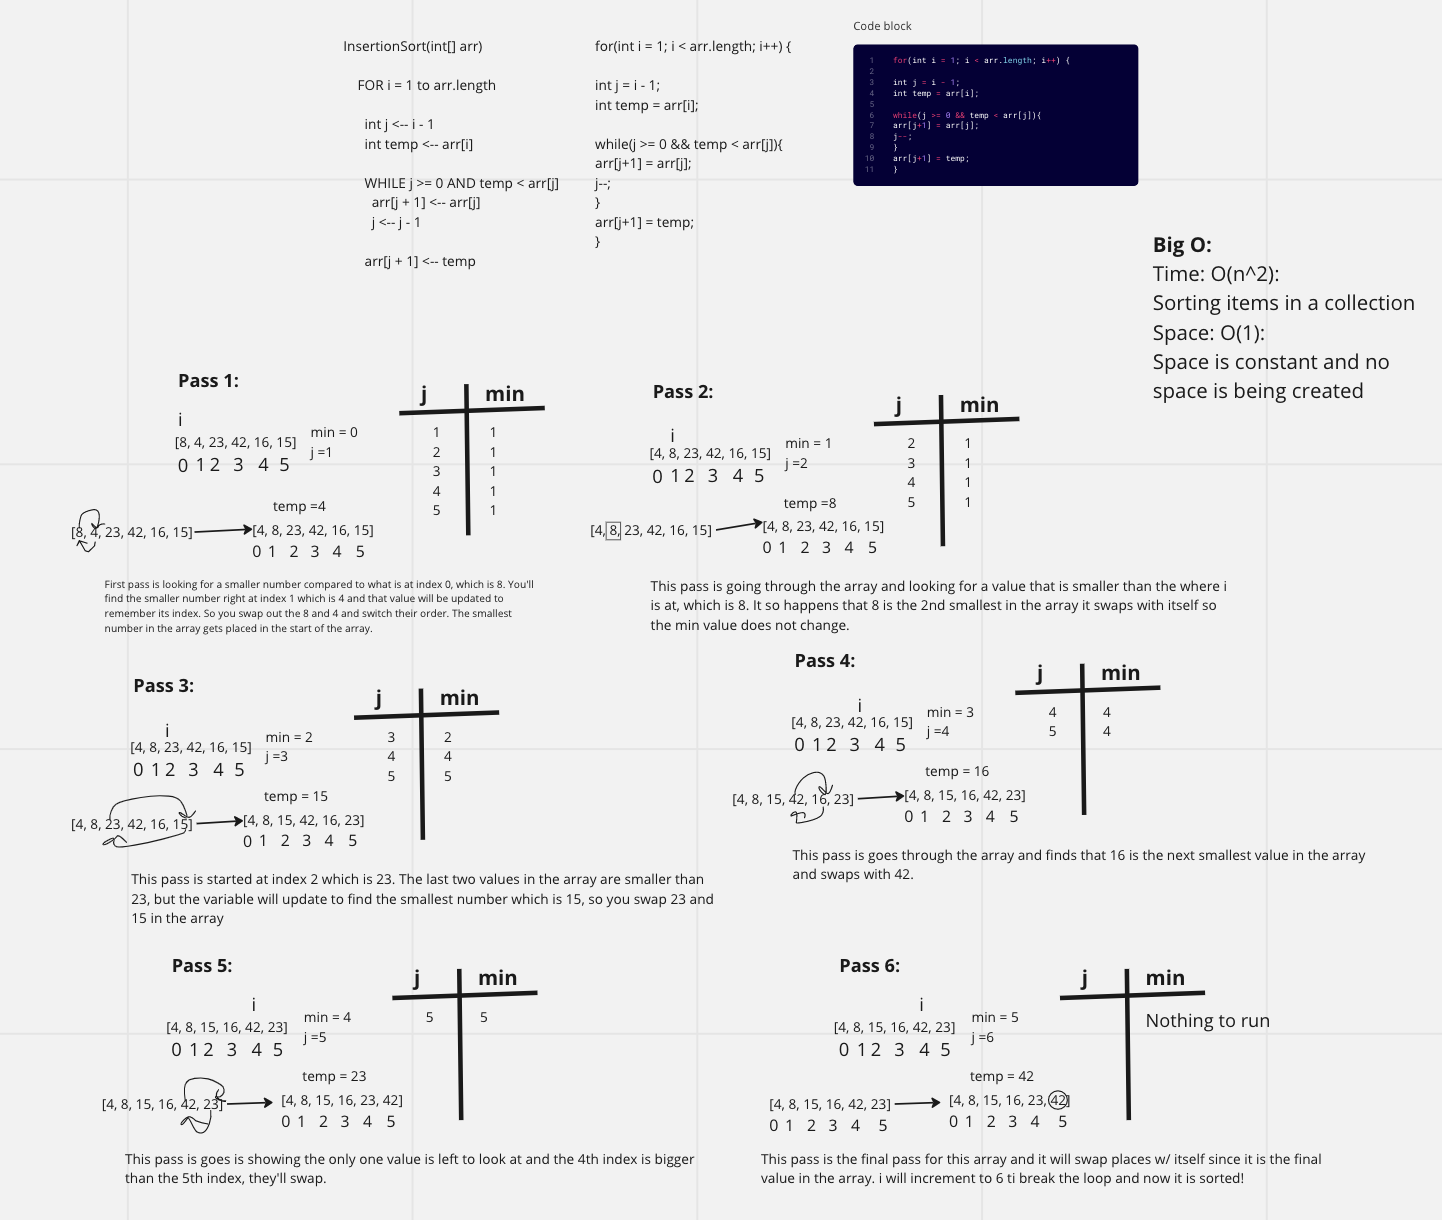 InsertionSort(int[] arr)
FOR i = 1 to arr.length
int j <-- i - 1
int temp <-- arr[i]
WHILE j >= 0 AND temp < arr[j]
arr[j + 1] <-- arr[j]
j <-- j - 1
arr[j + 1] <-- temp
for(int i = 1; i < arr.length; i++) {
int j = i - 1;
int temp = arr[i];
while(j >= 0 && temp < arr[j]){
arr[j+1] = arr[j];
j--;
}
arr[j+1] = temp;
}
Code block
1 for(int i = 1; i < arr.length; i++) {
2
3 int j = i - 1;
4 int temp = arr[i];
5
6 while(j >= 0 && temp < arr[j]){
7 arr[j+1] = arr[j];
8 j--;
9 }
10 arr[j+1] = temp;
11 }
Big O:
Time: O(n^2):
Sorting items in a collection
Space: O(1):
Space is constant and no
space is being created
Pass 1:
i
[8, 4, 23, 42, 16, 15]
0 1 2 3 4 5
min = 0
j =1
j min
1 1
2 1
3 1
4 1
5 1
temp =4
[8, 4, 23, 42, 16, 15]
[4, 8, 23, 42, 16, 15]
0 1 2 3 4 5
First pass is looking for a smaller number compared to what is at index 0, which is 8. You'll
find the smaller number right at index 1 which is 4 and that value will be updated to
remember its index. So you swap out the 8 and 4 and switch their order. The smallest
number in the array gets placed in the start of the array.
Pass 2:
i
[4, 8, 23, 42, 16, 15]
0 1 2 3 4 5
min = 1
j =2
j min
2 1
3 1
4 1
5 1
temp =8
[4, 8, 23, 42, 16, 15]
[4, 8, 23, 42, 16, 15]
0 1 2 3 4 5
This pass is going through the array and looking for a value that is smaller than the where i
is at, which is 8. It so happens that 8 is the 2nd smallest in the array it swaps with itself so
the min value does not change.
Pass 3:
i
[4, 8, 23, 42, 16, 15]
0 1 2 3 4 5
min = 2
j =3
j min
3 2
4 4
5 5
temp = 15
[4, 8, 23, 42, 16, 15]
[4, 8, 15, 42, 16, 23]
0 1 2 3 4 5
This pass is started at index 2 which is 23. The last two values in the array are smaller than
23, but the variable will update to find the smallest number which is 15, so you swap 23 and
15 in the array
Pass 4:
i
[4, 8, 23, 42, 16, 15]
0 1 2 3 4 5
min = 3
j =4
j min
4 4
5 4
temp = 16
[4, 8, 15, 42, 16, 23]
[4, 8, 15, 16, 42, 23]
0 1 2 3 4 5
This pass is goes through the array and finds that 16 is the next smallest value in the array
and swaps with 42.
Pass 5:
i
[4, 8, 15, 16, 42, 23]
0 1 2 3 4 5
min = 4
j =5
j min
5 5
temp = 23
[4, 8, 15, 16, 42, 23]
[4, 8, 15, 16, 23, 42]
0 1 2 3 4 5
This pass is goes is showing the only one value is left to look at and the 4th index is bigger
than the 5th index, they'll swap.
Pass 6:
i
[4, 8, 15, 16, 42, 23]
0 1 2 3 4 5
min = 5
j =6
j min
Nothing to run
temp = 42
[4, 8, 15, 16, 42, 23]
0 1 2 3 4 5
[4, 8, 15, 16, 23, 42]
0 1 2 3 4 5
This pass is the final pass for this array and it will swap places w/ itself since it is the final
value in the array. i will increment to 6 ti break the loop and now it is sorted!